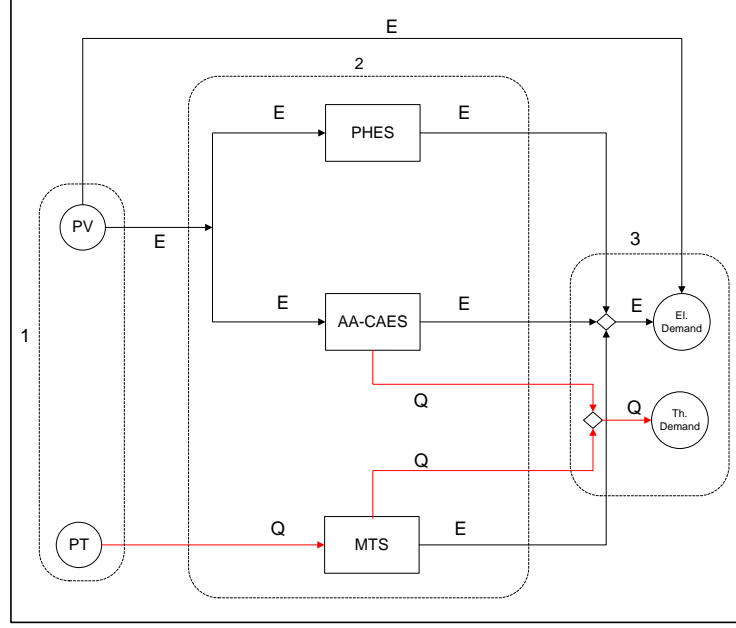 E
2
E
PHES
E
PV
E
3
E
AA-CAES
E
E
El.
Demand
1
Q
Q
Th.
Demand
Q
PT
Q
MTS
E